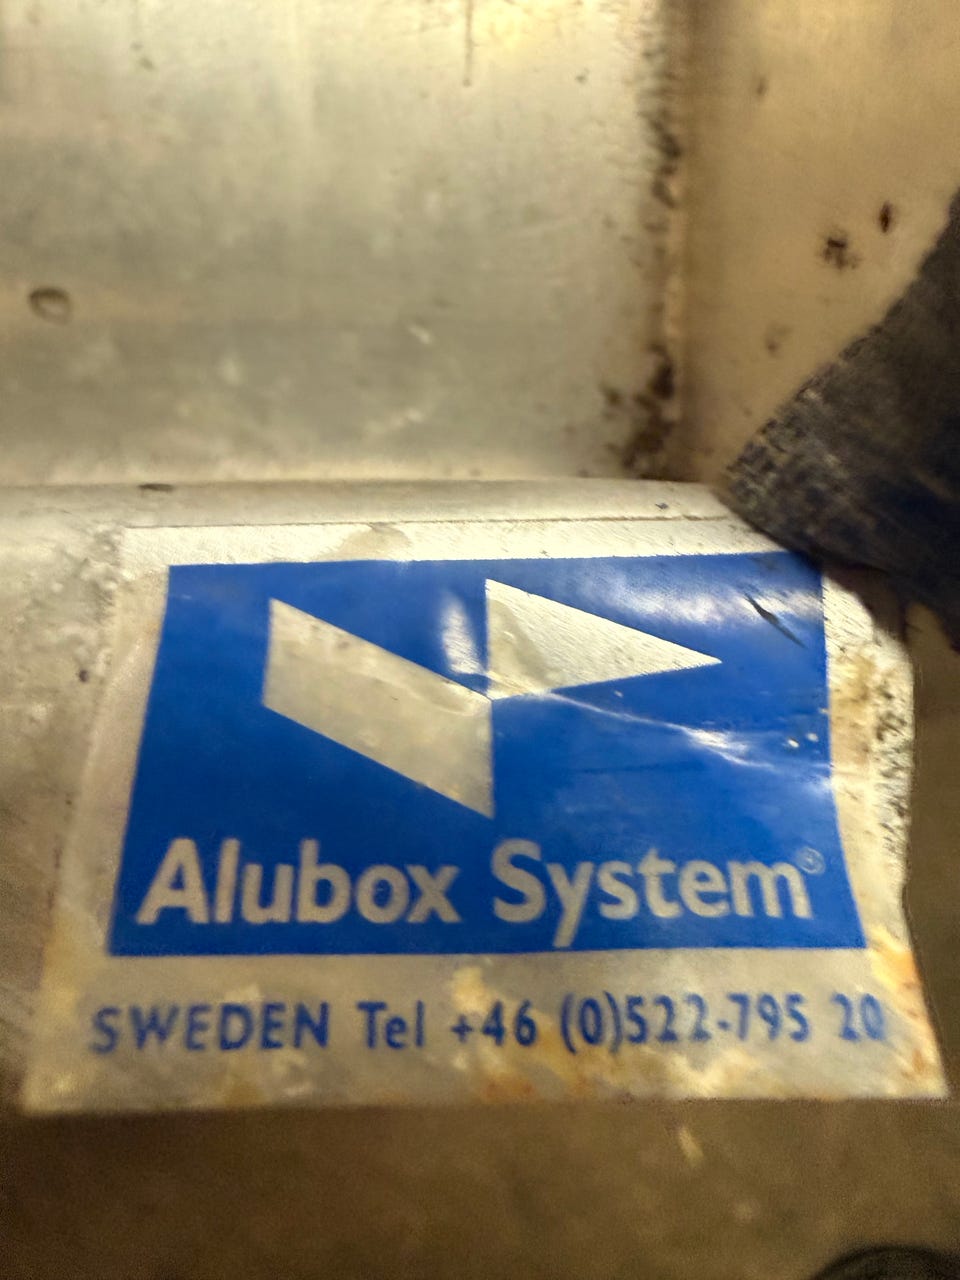 Alubox System®
SWEDEN Tel +46 (0)522-795 20